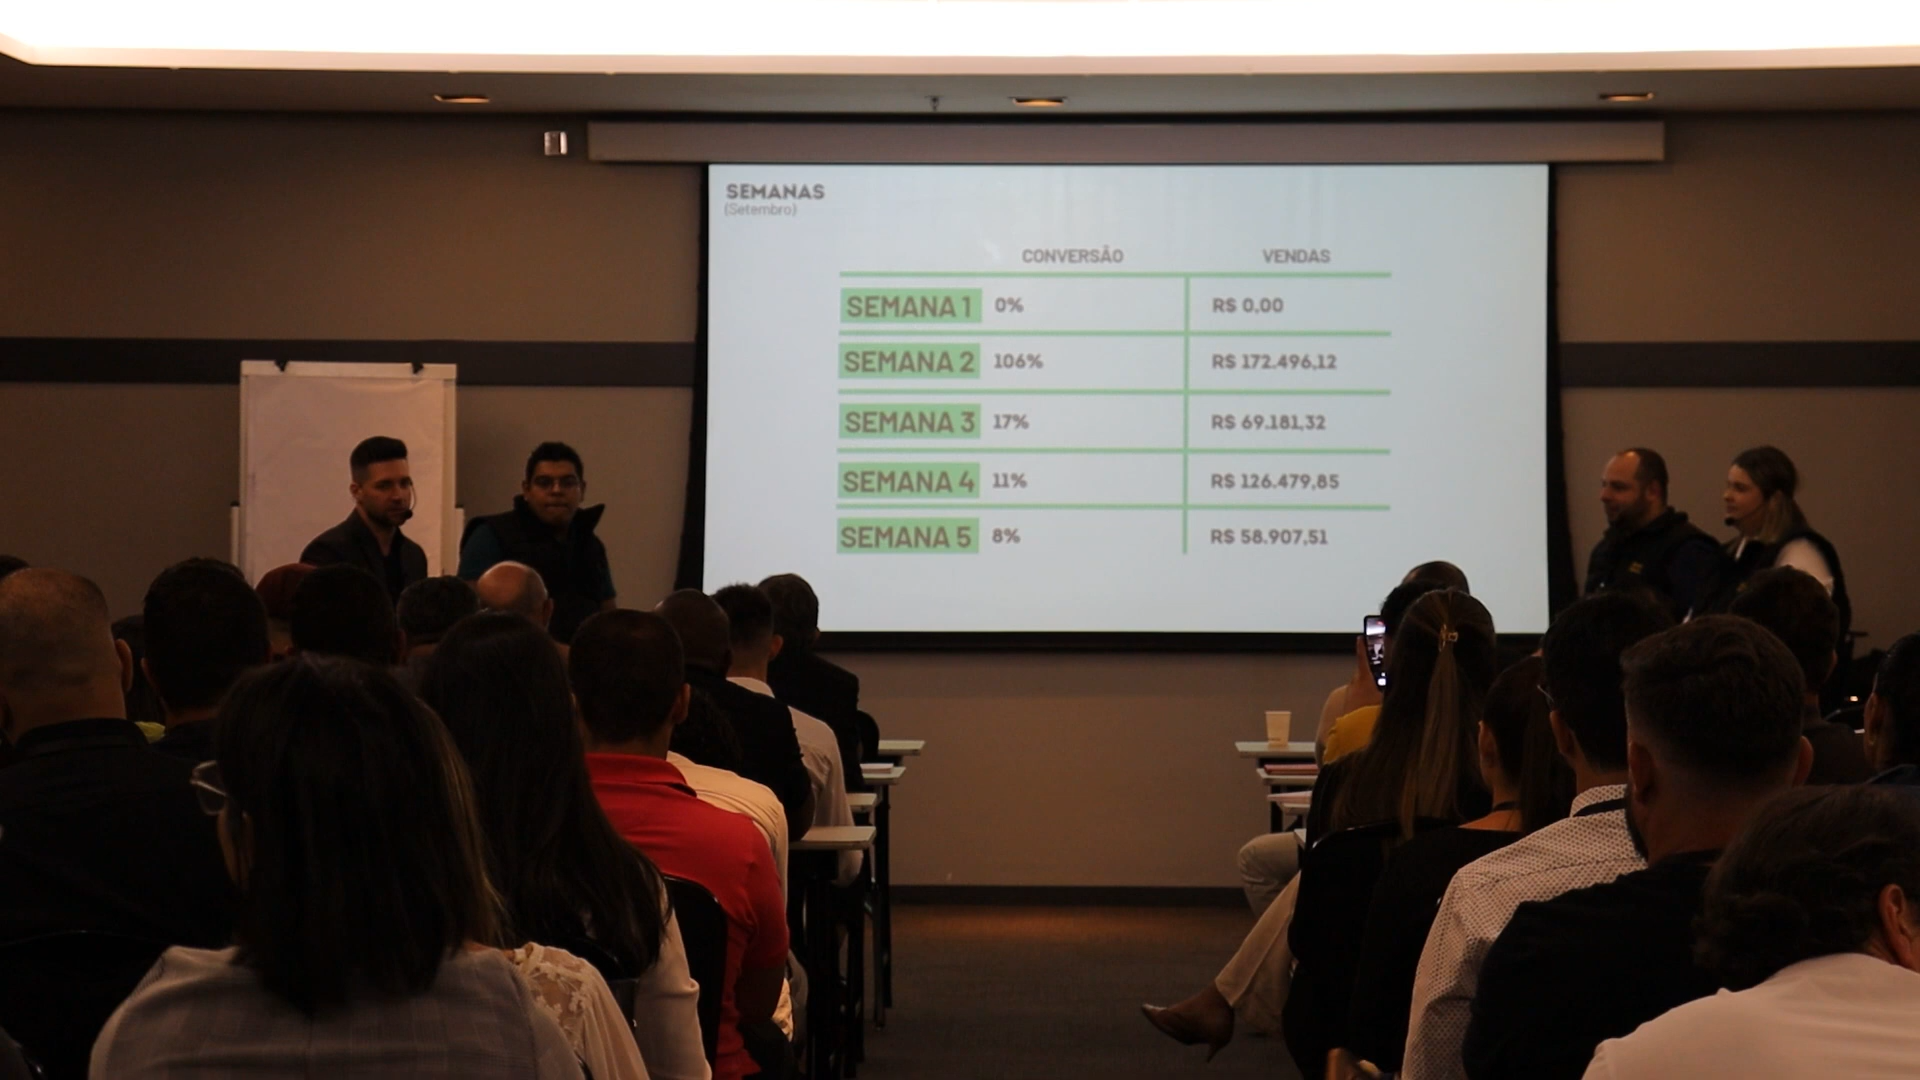 SEMANAS
(Setembro)
CONVERSÃO VENDAS
SEMANA 1 0% R$ 0,00
SEMANA 2 106% R$ 172.496,12
SEMANA 3 17% R$ 69.181,32
SEMANA 4 11% R$ 126.479,85
SEMANA 5 8% R$ 58.907,51